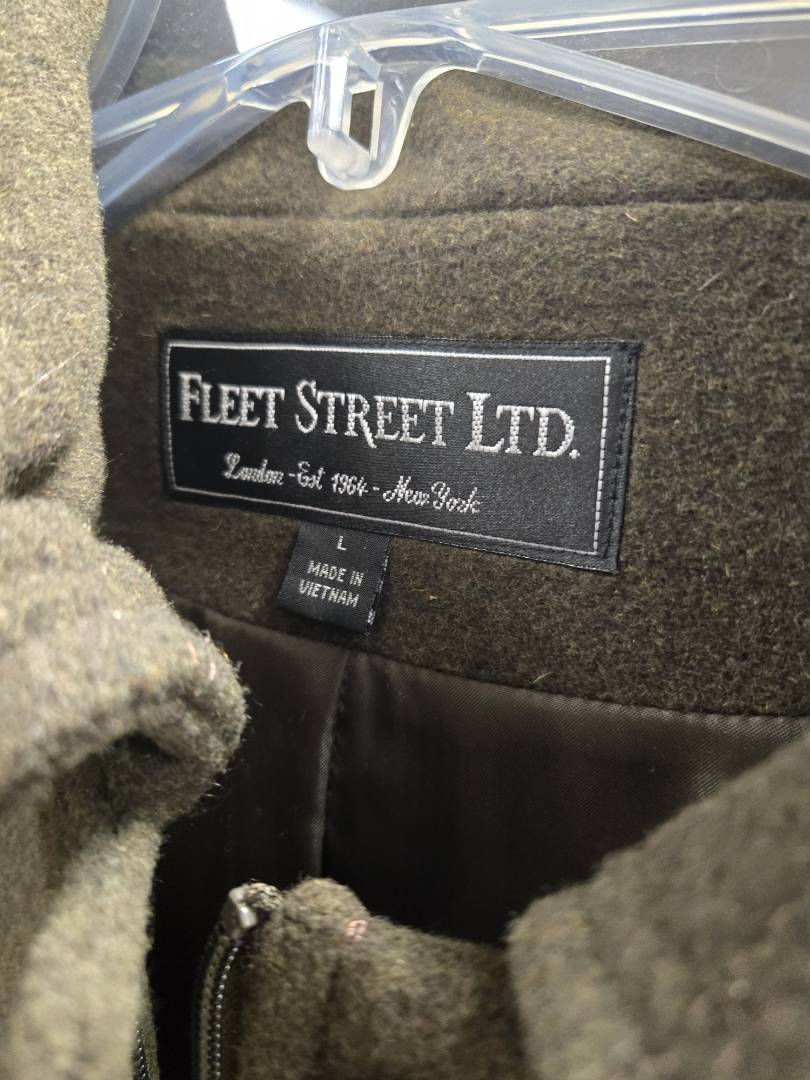 FLEET STREET LTD.
London - Est 1964 - New York
L
MADE IN
VIETNAM